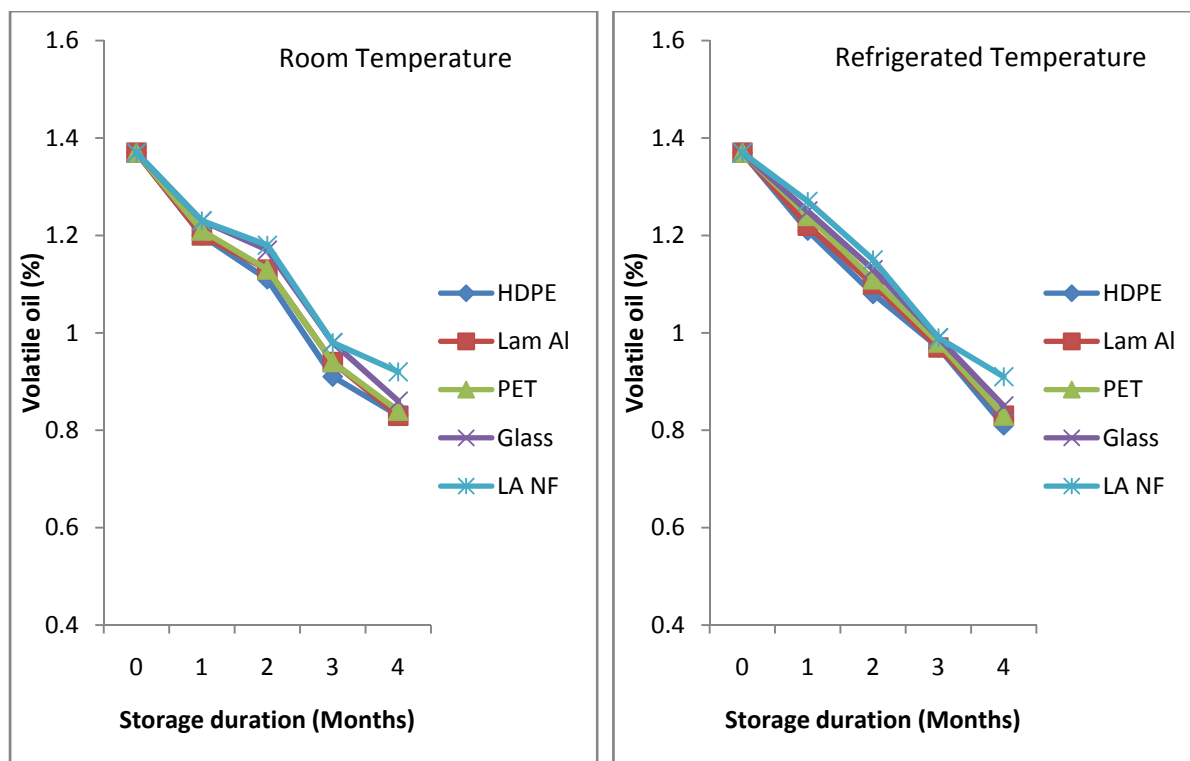 Room Temperature
1.6
1.4
1.2
1
0.8
0.6
0.4
Volatile oil (%)
0 1 2 3 4
Storage duration (Months)
HDPE
Lam Al
PET
Glass
LA NF
Refrigerated Temperature
1.6
1.4
1.2
1
0.8
0.6
0.4
Volatile oil (%)
0 1 2 3 4
Storage duration (Months)
HDPE
Lam Al
PET
Glass
LA NF